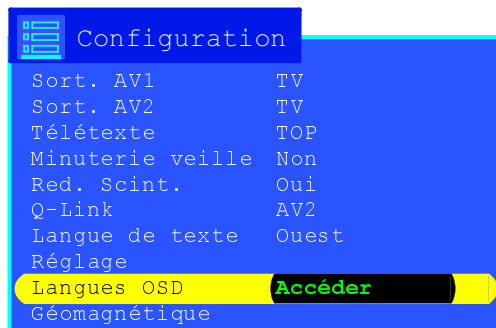 Configuration
Sort. AV1 TV
Sort. AV2 TV
Télétexte TOP
Minuterie veille Non
Red. Scint. Oui
Q-Link AV2
Langue de texte Ouest
Réglage
Langues OSD Accéder
Géomagnétique